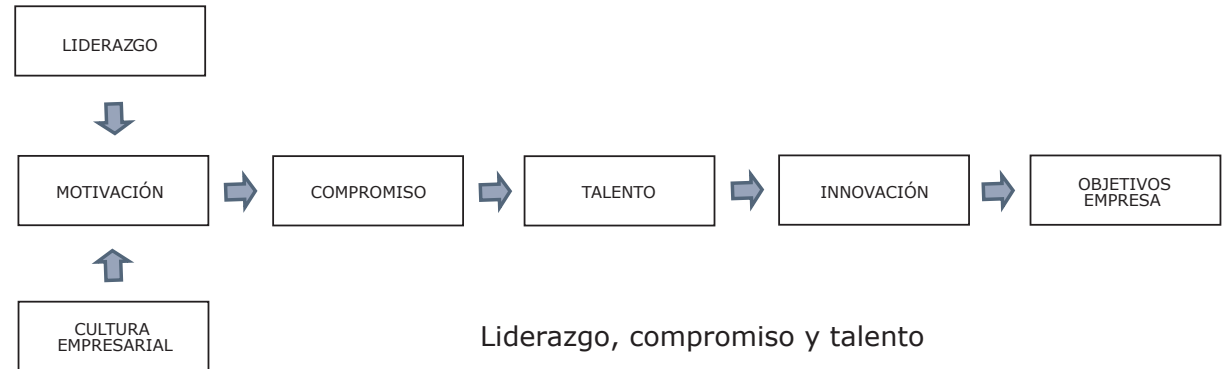 LIDERAZGO
MOTIVACIÓN
COMPROMISO
TALENTO
INNOVACIÓN
OBJETIVOS
EMPRESA
CULTURA
EMPRESARIAL
Liderazgo, compromiso y talento